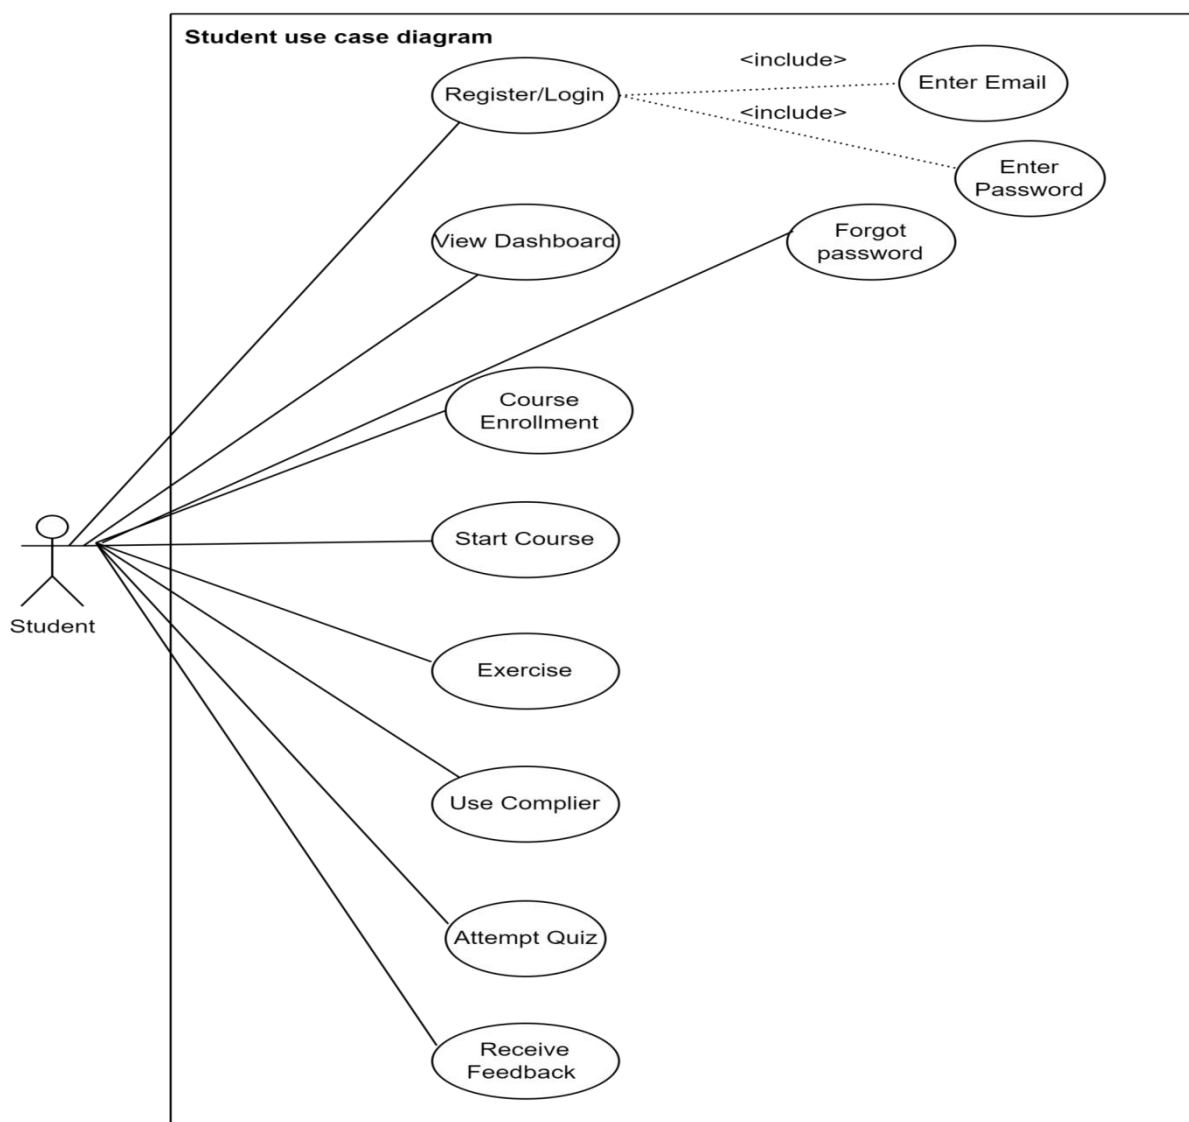 Student use case diagram
<include>
Register/Login
Enter Email
<include>
Enter
Password
View Dashboard
Forgot
password
Course
Enrollment
Start Course
Student
Exercise
Use Complier
Attempt Quiz
Receive
Feedback